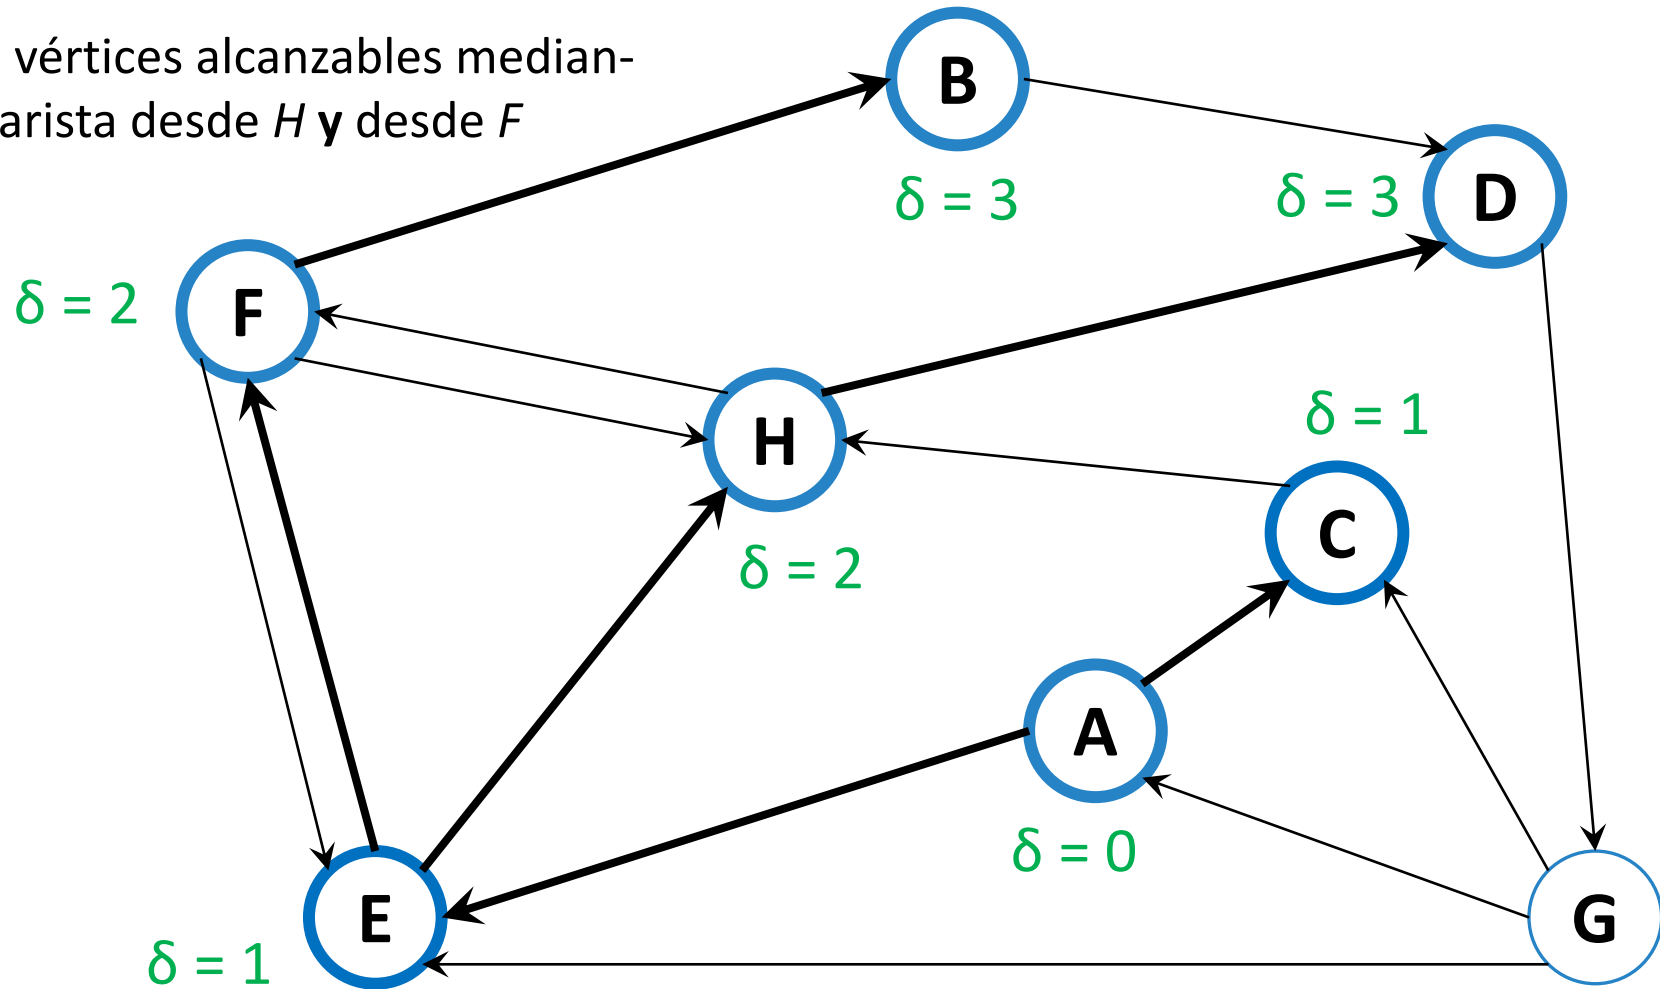 vértices alcanzables median-
arista desde H y desde F
B
D
δ = 3
δ = 3
F
δ = 2
H
δ = 1
C
δ = 2
A
δ = 0
E
G
δ = 1